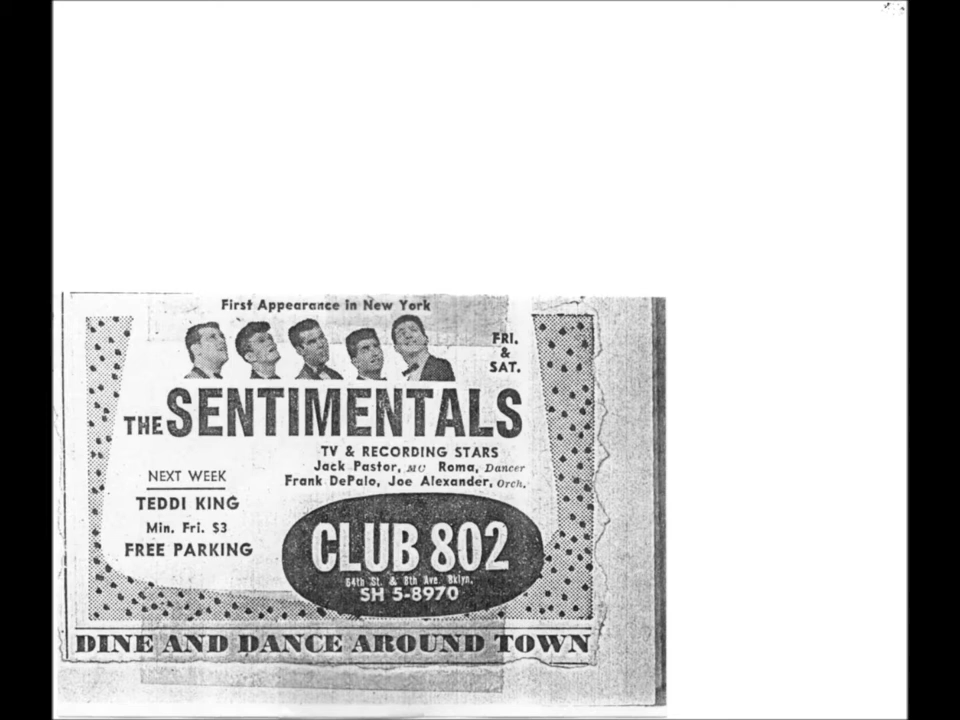 First Appearance in New York
FRI.
&
SAT.
THE SENTIMENTALS
TV & RECORDING STARS
Jack Pastor, MC Roma, Dancer
Frank DePalo, Joe Alexander, Orch.
NEXT WEEK
TEDDI KING
Min. Fri. $3
FREE PARKING
CLUB 802
64th St. & 8th Ave. Bklyn.
SH 5-8970
DINE AND DANCE AROUND TOWN